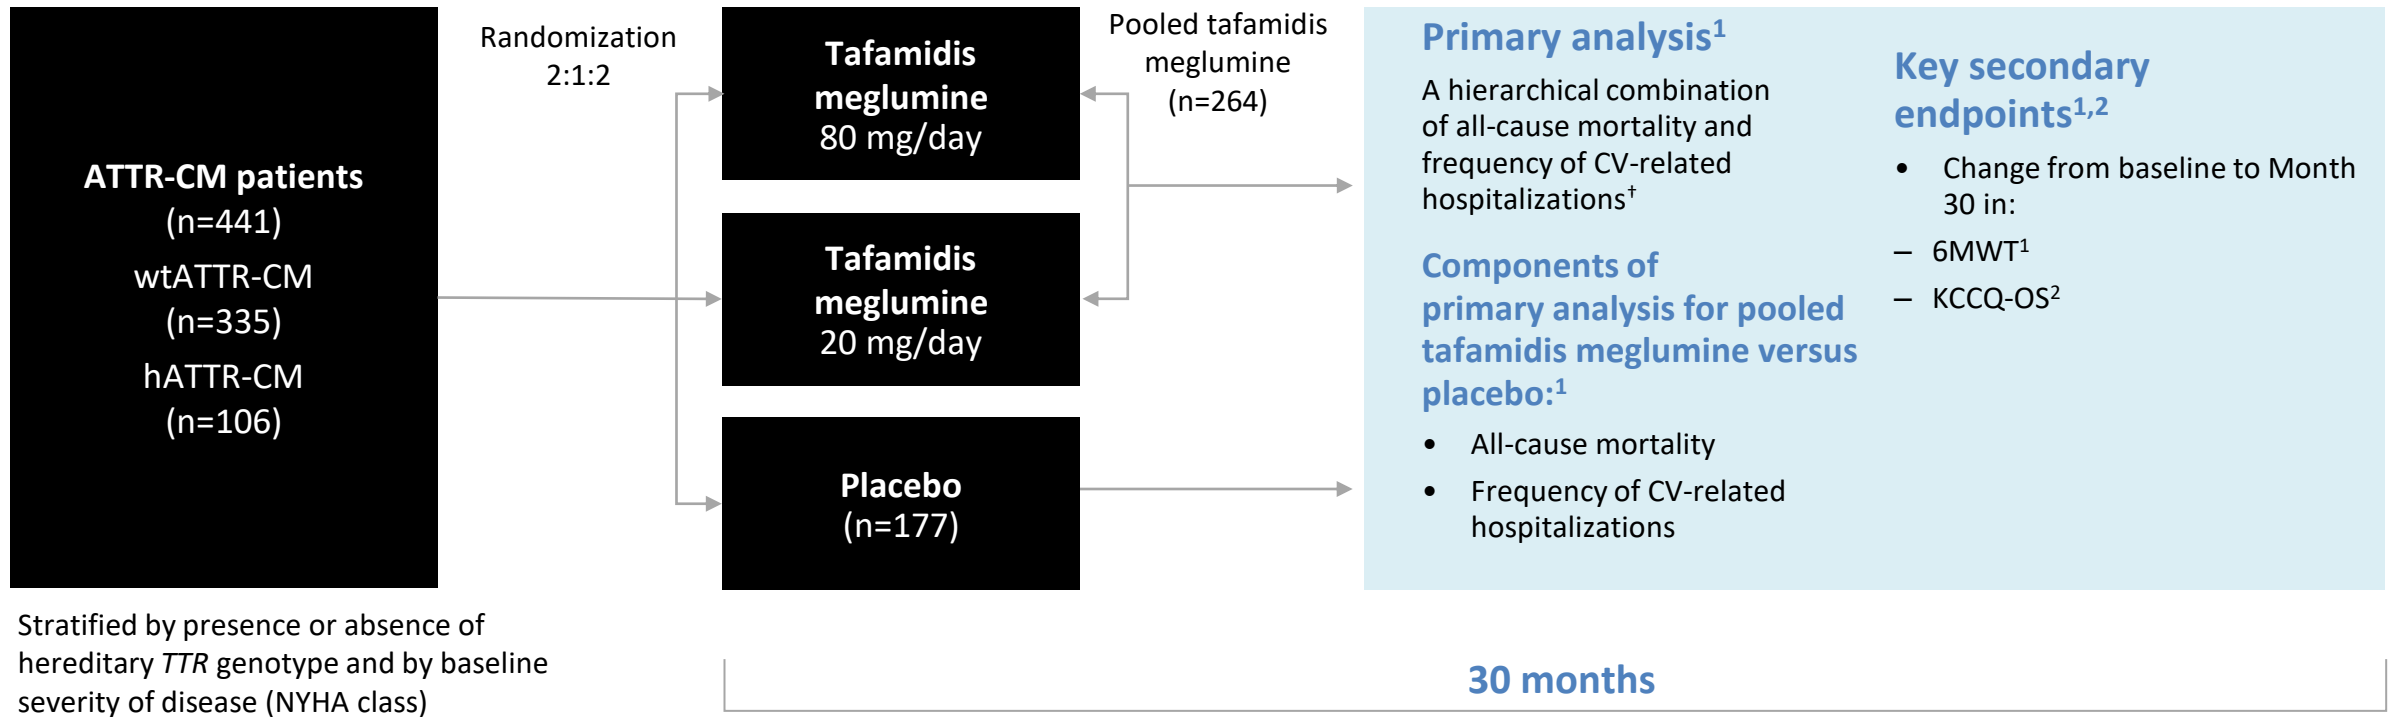 ATTR-CM patients
(n=441)
wtATTR-CM
(n=335)
hATTR-CM
(n=106)
Stratified by presence or absence of
hereditary TTR genotype and by baseline
severity of disease (NYHA class)
Randomization
2:1:2
Tafamidis
meglumine
80 mg/day
Tafamidis
meglumine
20 mg/day
Placebo
(n=177)
Pooled tafamidis
meglumine
(n=264)
Primary analysis¹
A hierarchical combination
of all-cause mortality and
frequency of CV-related
hospitalizations†
Components of
primary analysis for pooled
tafamidis meglumine versus
placebo:¹
• All-cause mortality
• Frequency of CV-related
hospitalizations
Key secondary
endpoints¹,²
• Change from baseline to Month
30 in:
– 6MWT¹
– KCCQ-OS²
30 months